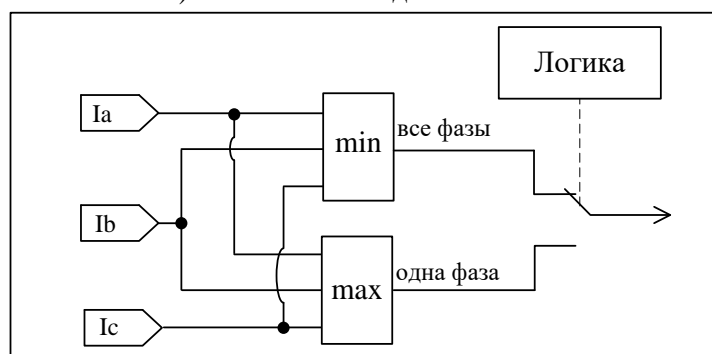 Логика
Ia
min
все фазы
Ib
max
одна фаза
Ic